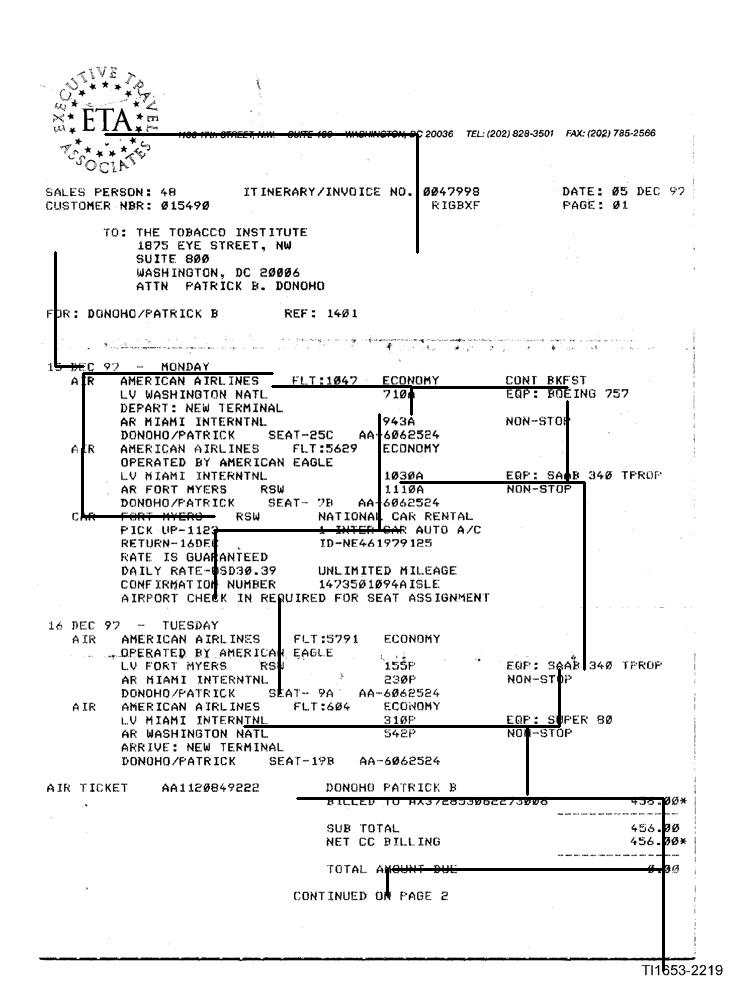 EXECUTIVE TRAVEL
ETA
ASSOCIATES
1155 STREET, N.W. SUITE WASHINGTON, DC 20036 TEL: (202) 828-3501 FAX: (202) 785-2566
SALES PERSON: 48 ITINERARY/INVOICE NO. 0047998 DATE: 05 DEC 97
CUSTOMER NBR: 015490 RIGBXF PAGE: 01
TO: THE TOBACCO INSTITUTE
1875 EYE STREET, NW
SUITE 800
WASHINGTON, DC 20006
ATTN PATRICK B. DONOHO
FOR: DONOHO/PATRICK B REF: 1401
15 DEC 97 - MONDAY
AIR AMERICAN AIRLINES FLT:1047 ECONOMY CONT BKFST
LV WASHINGTON NATL 710A EQP: BOEING 757
DEPART: NEW TERMINAL
AR MIAMI INTERNTNL 943A NON-STOP
DONOHO/PATRICK SEAT-25C AA-6062524
AIR AMERICAN AIRLINES FLT:5629 ECONOMY
OPERATED BY AMERICAN EAGLE
LV MIAMI INTERNTNL 1030A EQP: SAAB 340 TPROP
AR FORT MYERS RSW 1110A NON-STOP
DONOHO/PATRICK SEAT- 7B AA-6062524
CAR FORT MYERS RSW NATIONAL CAR RENTAL
PICK UP-1123 1 INTER CAR AUTO A/C
RETURN-16DEC ID-NE461979125
RATE IS GUARANTEED
DAILY RATE-USD30.39 UNLIMITED MILEAGE
CONFIRMATION NUMBER 1473501094AISLE
AIRPORT CHECK IN REQUIRED FOR SEAT ASSIGNMENT
16 DEC 97 - TUESDAY
AIR AMERICAN AIRLINES FLT:5791 ECONOMY
OPERATED BY AMERICAN EAGLE
LV FORT MYERS RSW 155P EQP: SAAB 340 TPROP
AR MIAMI INTERNTNL 230P NON-STOP
DONOHO/PATRICK SEAT- 9A AA-6062524
AIR AMERICAN AIRLINES FLT:604 ECONOMY
LV MIAMI INTERNTNL 310P EQP: SUPER 80
AR WASHINGTON NATL 542P NON-STOP
ARRIVE: NEW TERMINAL
DONOHO/PATRICK SEAT-19B AA-6062524
AIR TICKET AA1120849222 DONOHO PATRICK B
BILLED TO 456.00*
SUB TOTAL 456.00
NET CC BILLING 456.00*
TOTAL AMOUNT DUE 0.00
CONTINUED ON PAGE 2
TI1653-2219